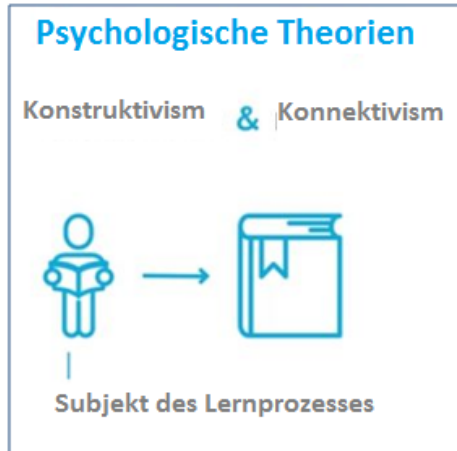 Psychologische Theorien
Konstruktivism & Konnektivism
Subjekt des Lernprozesses